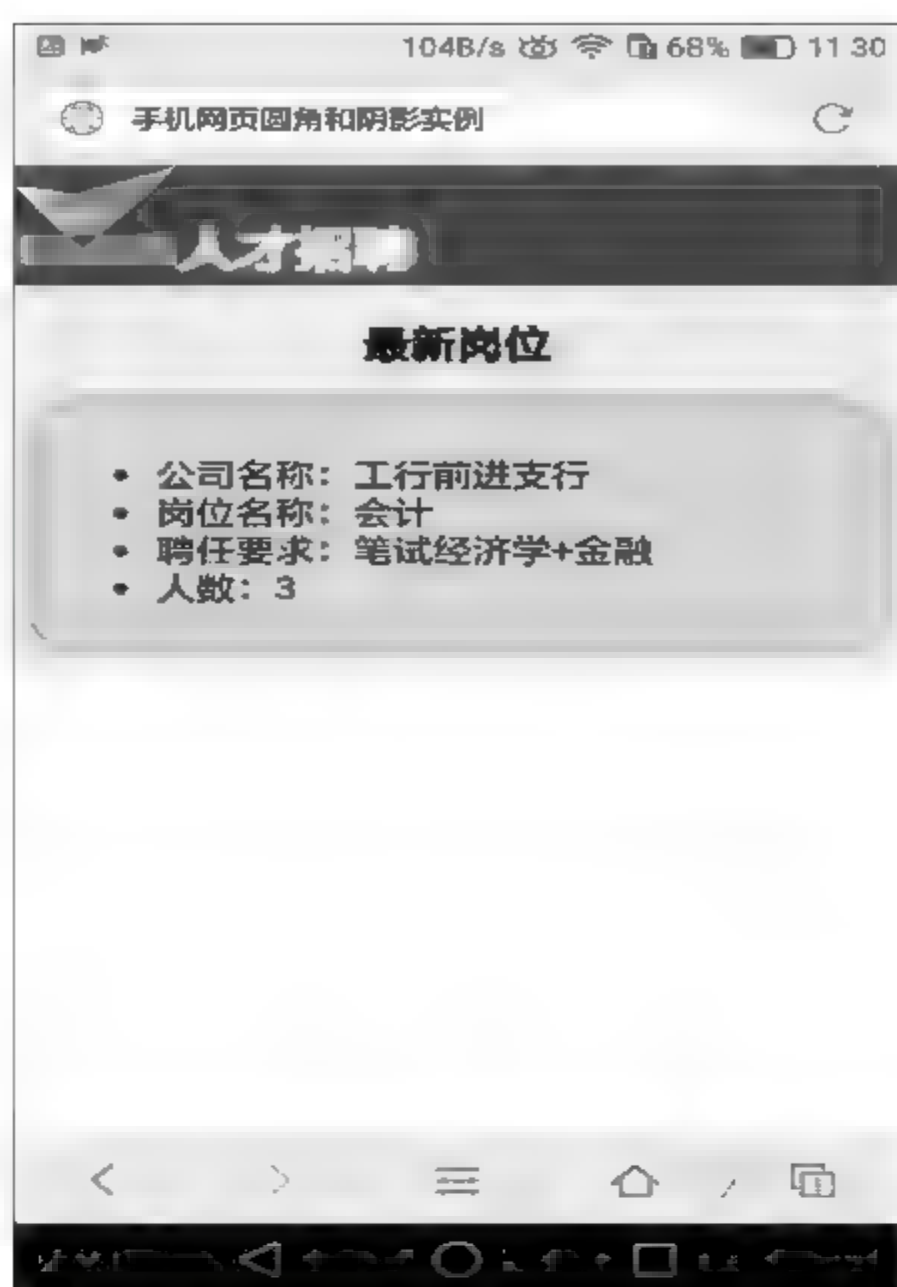 104B/s 68% 11 30
手机网页圆角和阴影实例
人才招聘
最新岗位
• 公司名称：工行前进支行
• 岗位名称：会计
• 聘任要求：笔试经济学+金融
• 人数：3